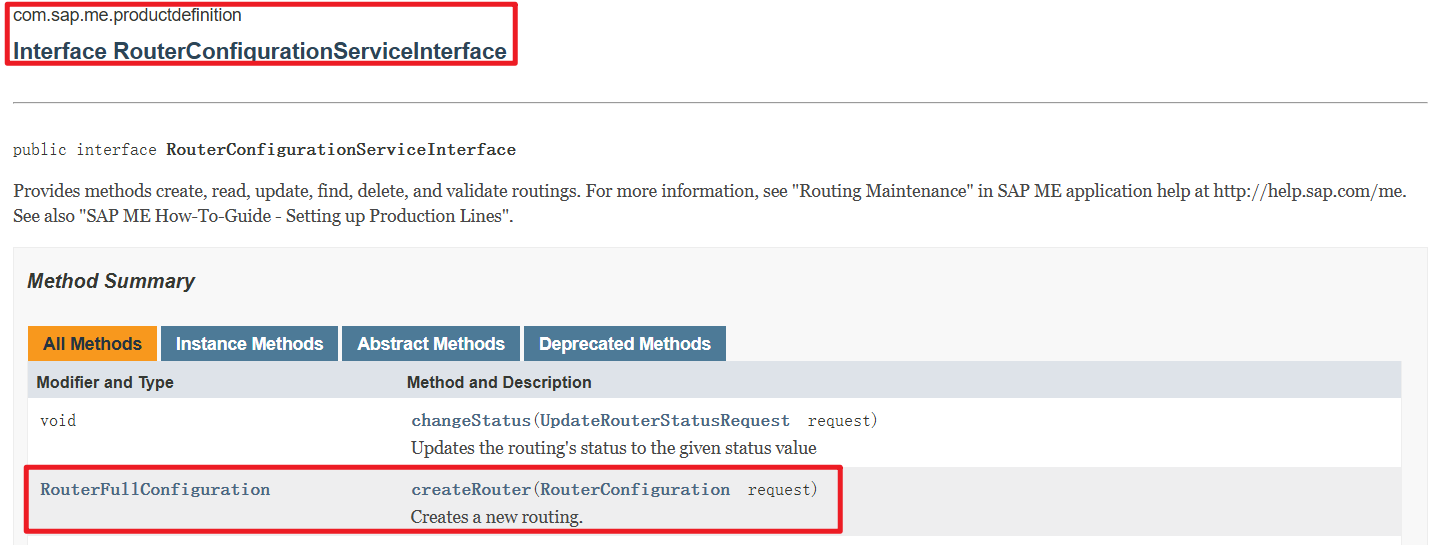 com.sap.me.productdefinition
Interface RouterConfigurationServiceInterface
public interface RouterConfigurationServiceInterface
Provides methods create, read, update, find, delete, and validate routings. For more information, see "Routing Maintenance" in SAP ME application help at http://help.sap.com/me.
See also "SAP ME How-To-Guide - Setting up Production Lines".
Method Summary
All Methods Instance Methods Abstract Methods Deprecated Methods
Modifier and Type Method and Description
void changeStatus(UpdateRouterStatusRequest request)
Updates the routing's status to the given status value
RouterFullConfiguration createRouter(RouterConfiguration request)
Creates a new routing.